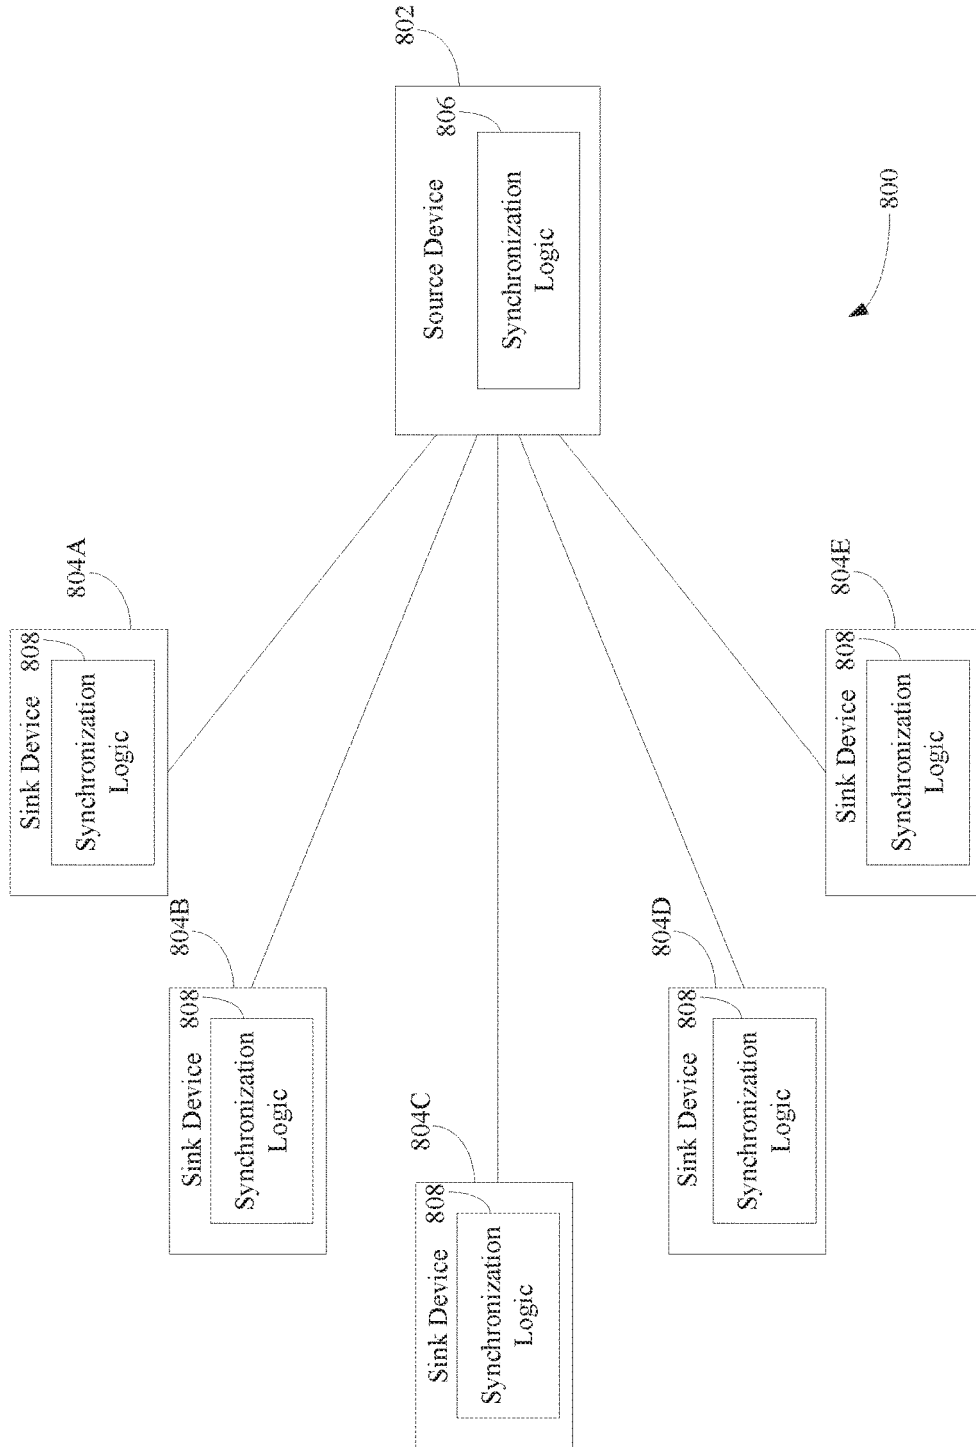 804A
Sink Device 808
Synchronization
Logic
804B
Sink Device 808
Synchronization
Logic
804C
Sink Device 808
Synchronization
Logic
802
Source Device
806
Synchronization
Logic
804D
Sink Device 808
Synchronization
Logic
804E
Sink Device 808
Synchronization
Logic
800